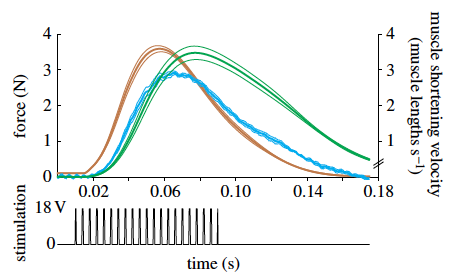 4
3
2
1
0
force (N)
4
3
2
1
muscle shortening velocity
(muscle lengths s⁻¹)
0.02 0.06 0.10 0.14 0.18
stimulation
18 V
0
time (s)